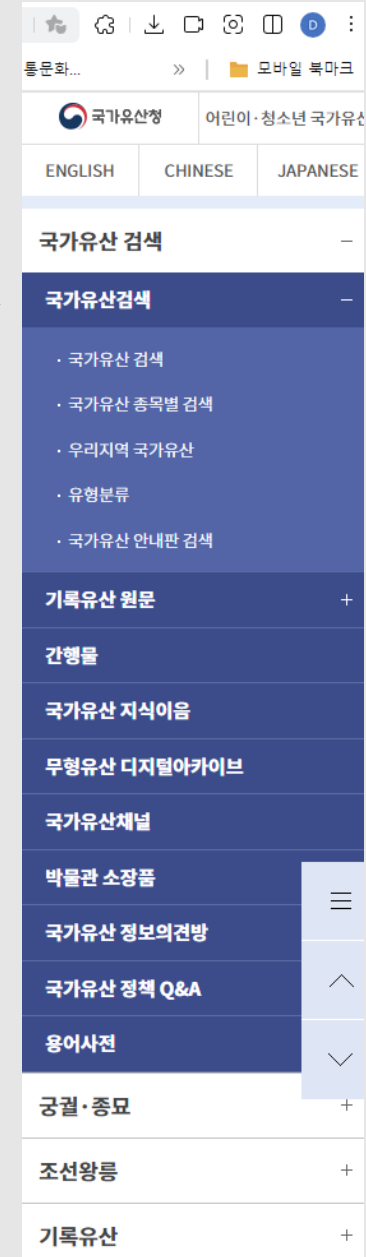 통문화...
모바일 북마크
국가유산청
어린이·청소년 국가유산
ENGLISH
CHINESE
JAPANESE
국가유산 검색
국가유산검색
· 국가유산 검색
· 국가유산 종목별 검색
· 우리지역 국가유산
· 유형분류
· 국가유산 안내판 검색
기록유산 원문
간행물
국가유산 지식이음
무형유산 디지털아카이브
국가유산채널
박물관 소장품
국가유산 정보의견방
국가유산 정책 Q&A
용어사전
궁궐·종묘
조선왕릉
기록유산
D